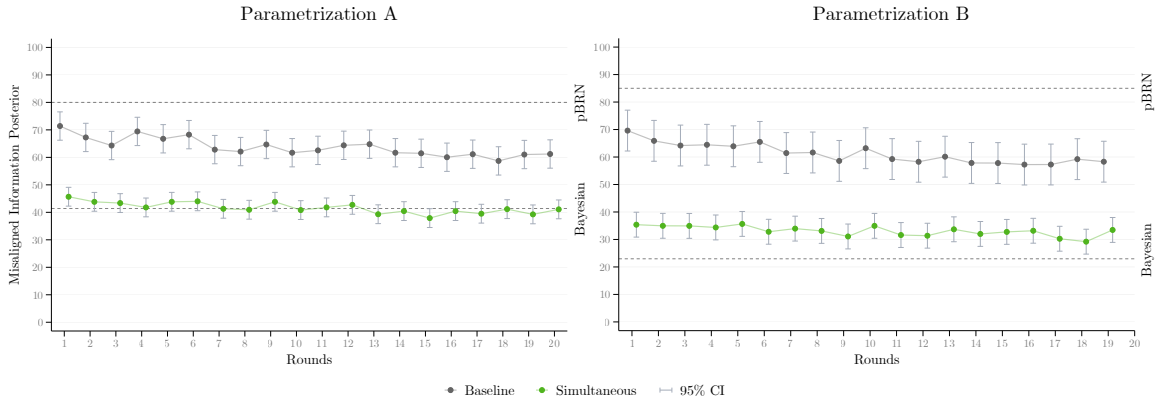 Parametrization A
Parametrization B
Misaligned Information Posterior
100
90
80
70
60
50
40
30
20
10
0
pBRN
Bayesian
1 2 3 4 5 6 7 8 9 10 11 12 13 14 15 16 17 18 19 20
Rounds
100
90
80
70
60
50
40
30
20
10
0
pBRN
Bayesian
1 2 3 4 5 6 7 8 9 10 11 12 13 14 15 16 17 18 19 20
Rounds
Baseline Simultaneous 95% CI